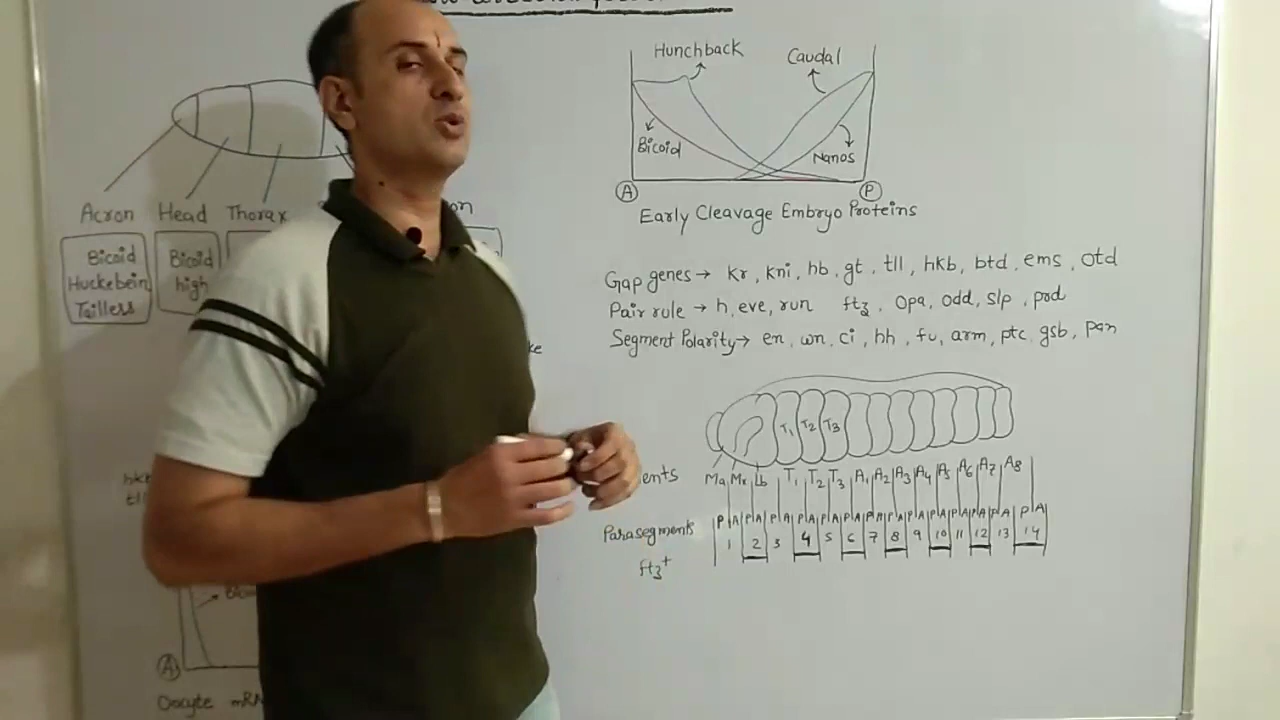 Acron Head Thorax
Bicoid
Huckebein
Tailless
Bicoid
high
Oocyte
A
Hunchback
Caudal
Bicoid
Nanos
A P
Early Cleavage Embryo Proteins
Gap genes → kr, kni, hb, gt, tll, hkb, btd, ems, otd
Pair rule → h, eve, run ftz, opa, odd, slp, prd
Segment Polarity → en, wn, ci, hh, fu, arm, ptc, gsb, pan
T1 T2 T3
Ma Mx Lb T1 T2 T3 A1 A2 A3 A4 A5 A6 A7 A8
P A P A P A P A P A P A P A P A P A P A P A P A P A P A
Parasegments 1 2 3 4 5 6 7 8 9 10 11 12 13 14
ftz+